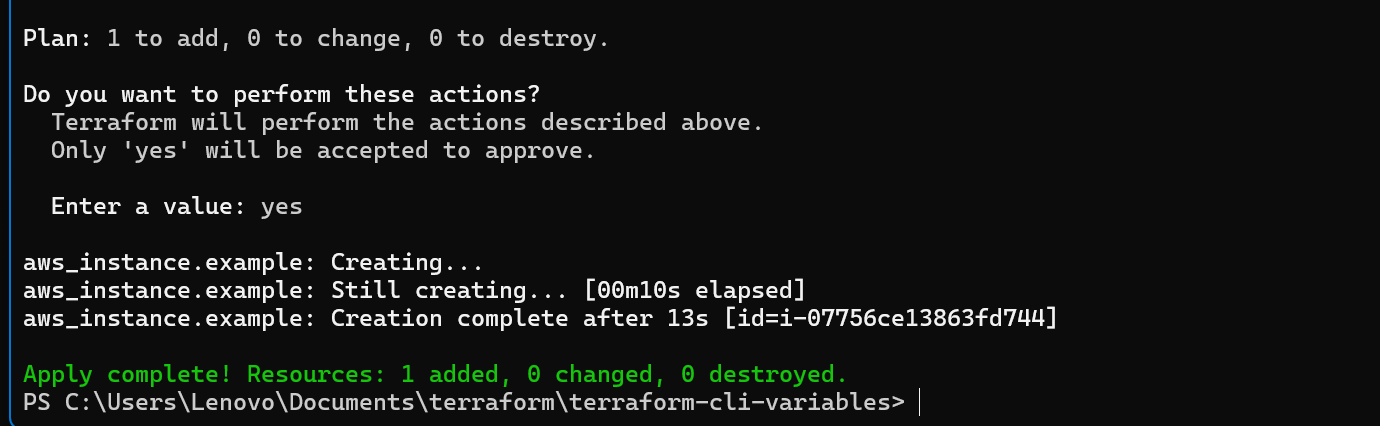 Plan: 1 to add, 0 to change, 0 to destroy.
Do you want to perform these actions?
Terraform will perform the actions described above.
Only 'yes' will be accepted to approve.
Enter a value: yes
aws_instance.example: Creating...
aws_instance.example: Still creating... [00m10s elapsed]
aws_instance.example: Creation complete after 13s [id=i-07756ce13863fd744]
Apply complete! Resources: 1 added, 0 changed, 0 destroyed.
PS C:\Users\Lenovo\Documents\terraform\terraform-cli-variables>